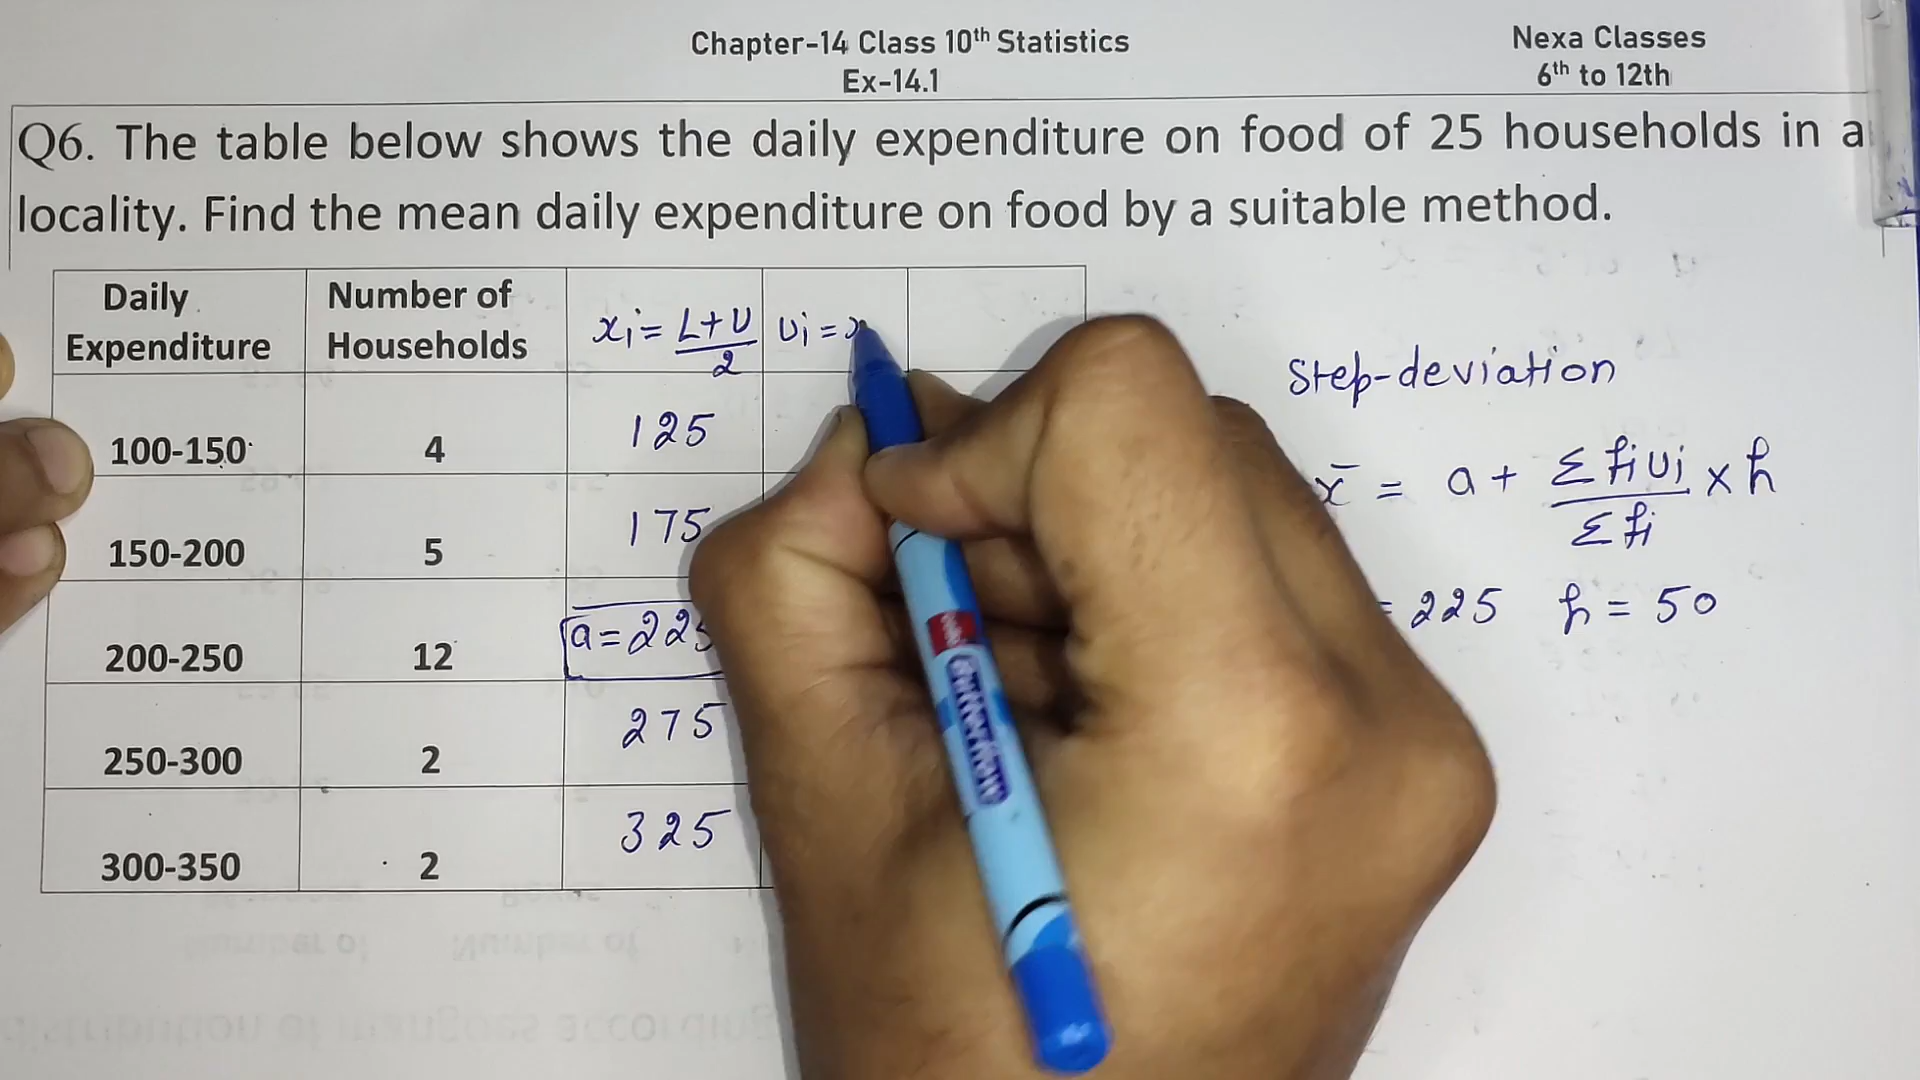 Chapter-14 Class 10th Statistics
Ex-14.1
Nexa Classes
6th to 12th
Q6. The table below shows the daily expenditure on food of 25 households in a
locality. Find the mean daily expenditure on food by a suitable method.
Daily Expenditure
Number of Households
xi = L+U/2
ui = x
100-150 4 125
150-200 5 175
200-250 12 a=225
250-300 2 275
300-350 2 325
Step-deviation
x̄ = a + Σfiui/Σfi × h
= 225 h = 50